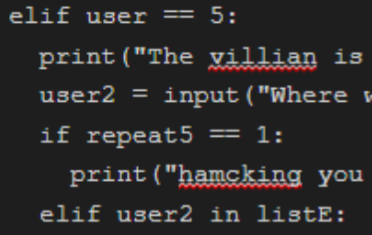 elif user == 5:
print("The villian is
user2 = input("Where
if repeat5 == 1:
print("hamcking you
elif user2 in listE: